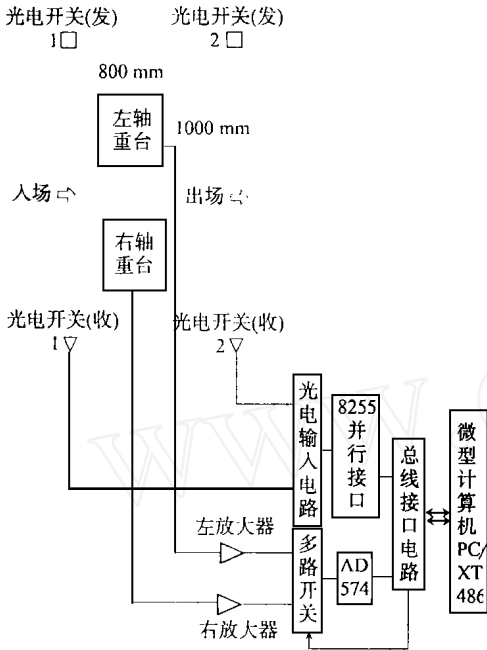 光电开关(发)
1
光电开关(发)
2
800 mm
左轴
重台
1000 mm
入场
出场
右轴
重台
光电开关(收)
1
光电开关(收)
2
光电输入电路
8255
并行接口
总线接口电路
微型计算机
PC/
XT
486
左放大器
多路开关
AD
574
右放大器
www.